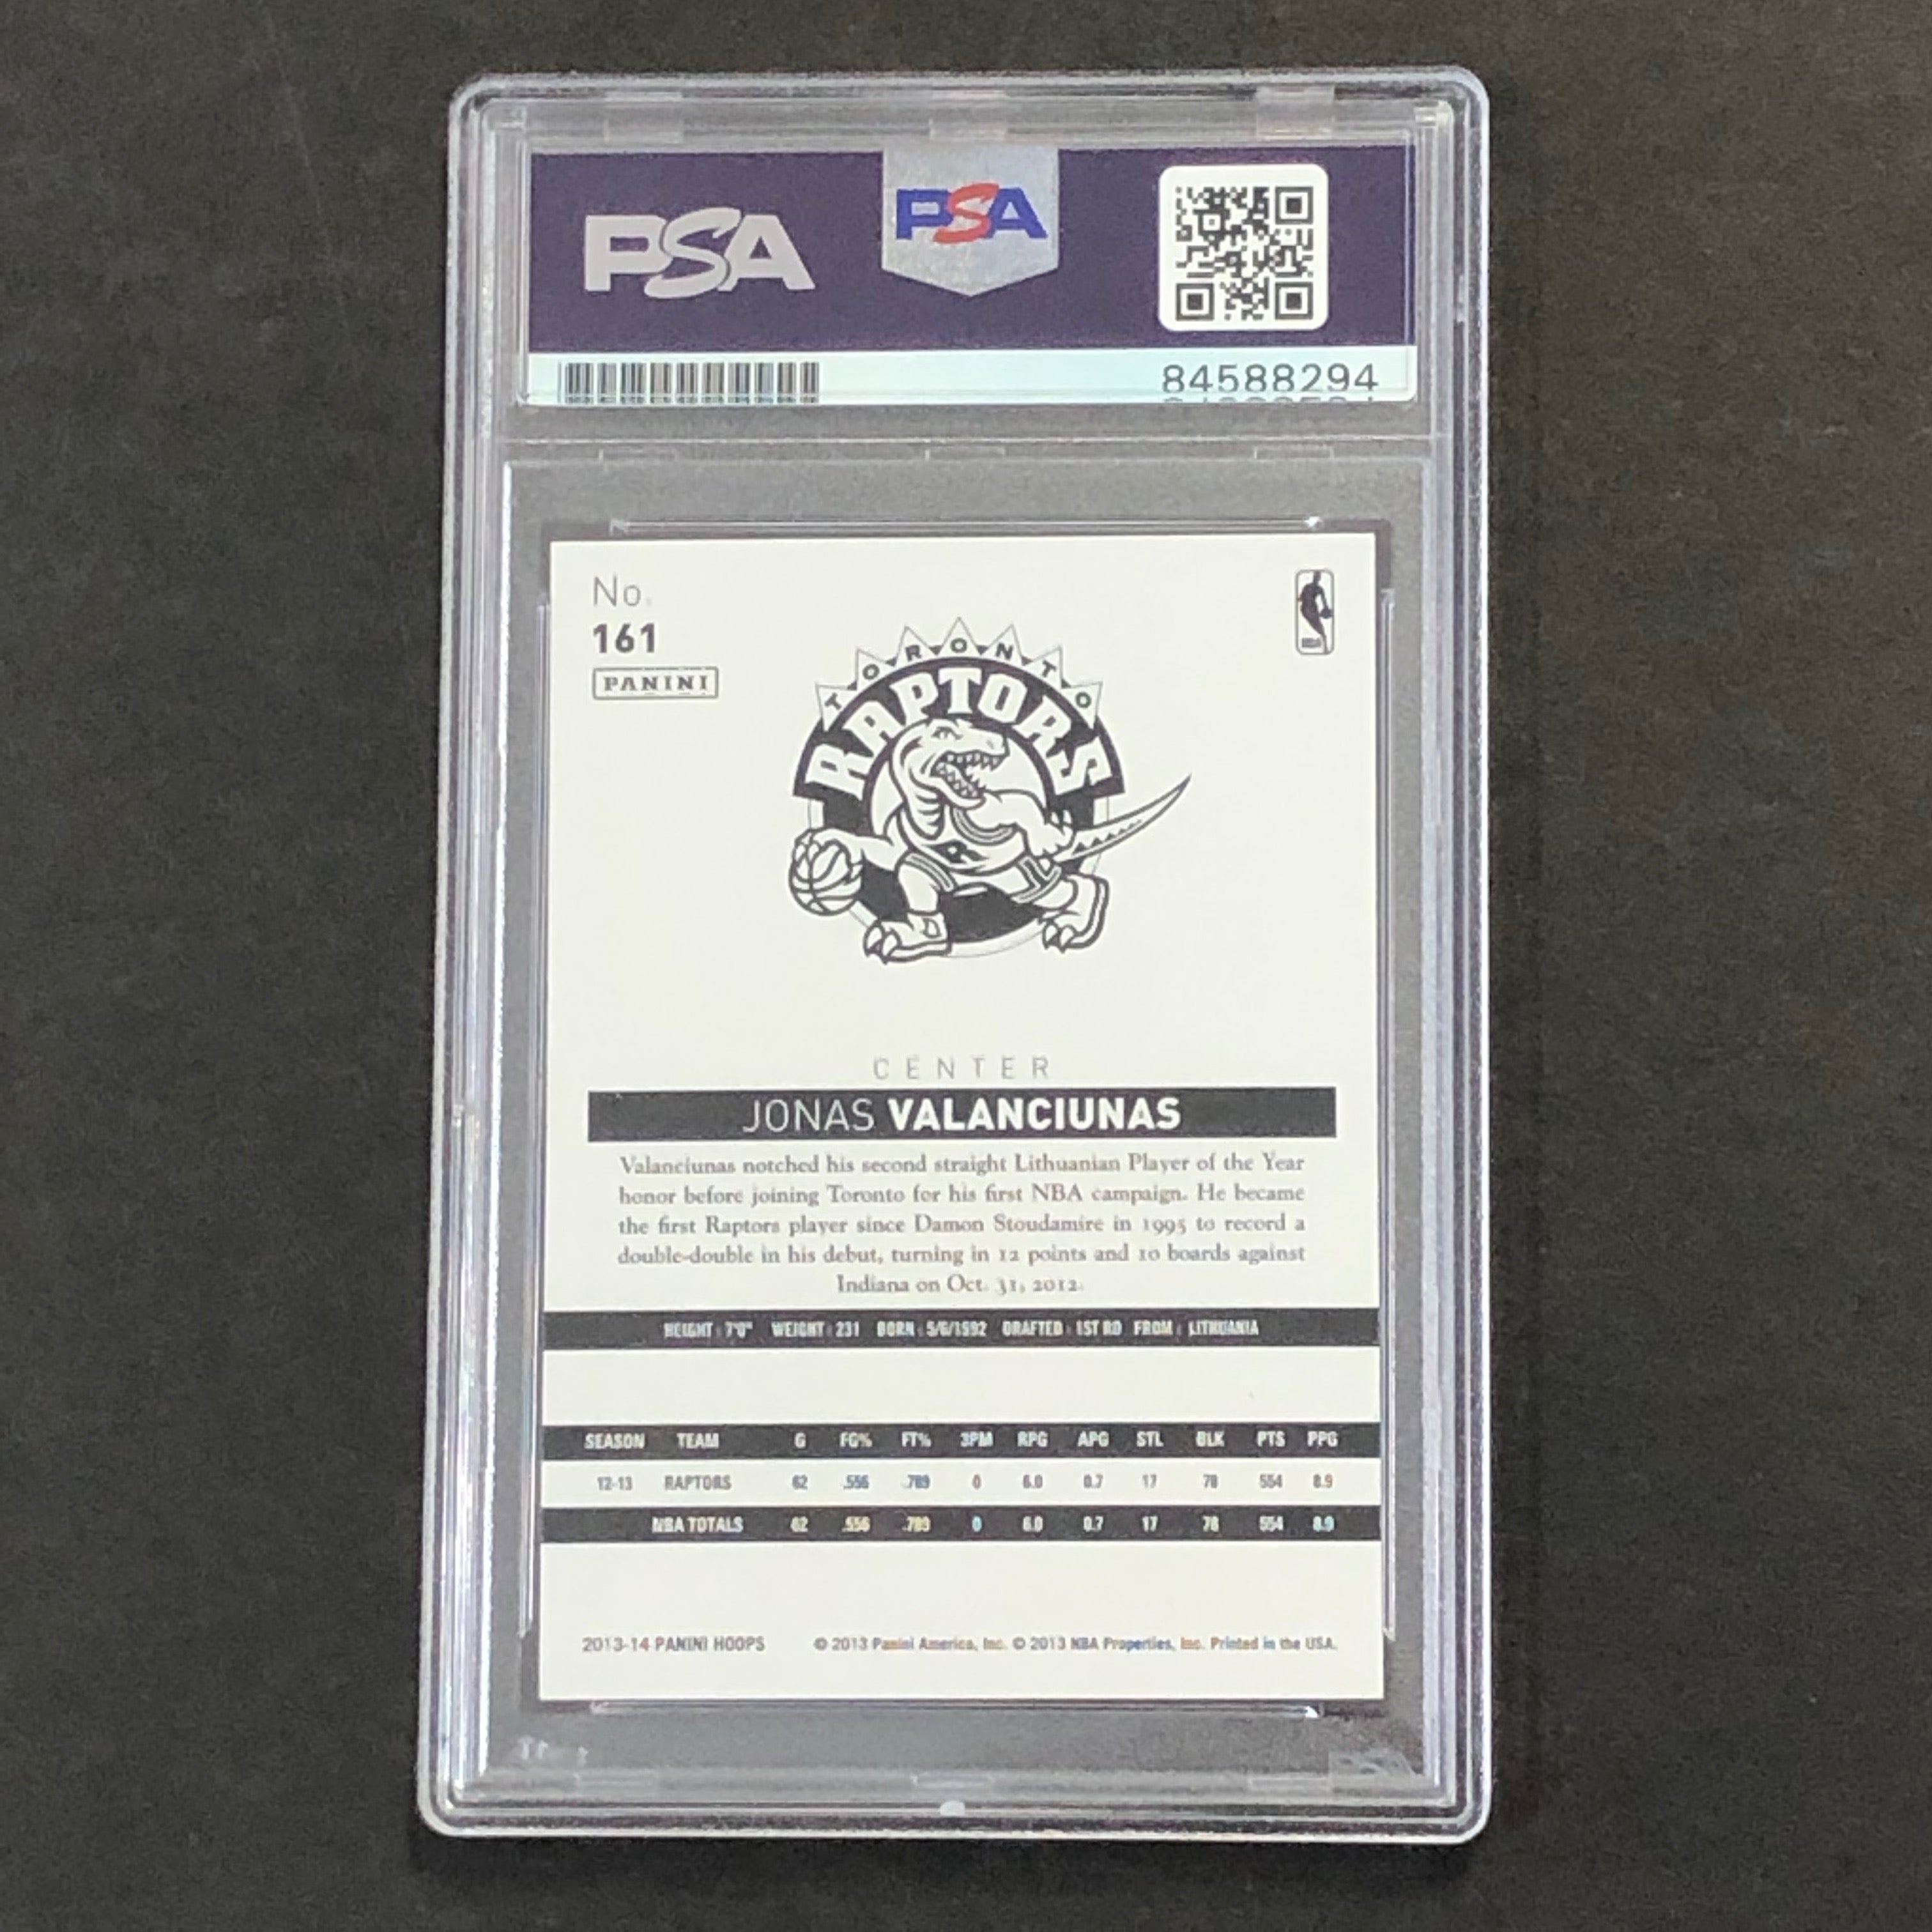 PSA
PSA
84588294
No.
161
PANINI
TORONTO
RAPTORS
CENTER
JONAS VALANCIUNAS
Valanciunas notched his second straight Lithuanian Player of the Year
honor before joining Toronto for his first NBA campaign. He became
the first Raptors player since Damon Stoudamire in 1995 to record a
double-double in his debut, turning in 12 points and 10 boards against
Indiana on Oct. 31, 2012.
HEIGHT: 7'0" WEIGHT: 231 BORN: 5/6/1992 DRAFTED: 1ST RD FROM: LITHUANIA
SEASON TEAM G FG% FT% 3PM RPG APG STL BLK PTS PPG
12-13 RAPTORS 62 .556 .789 0 6.0 0.7 17 78 554 8.9
NBA TOTALS 62 .556 .789 0 6.0 0.7 17 78 554 8.9
2013-14 PANINI HOOPS © 2013 Panini America, Inc. © 2013 NBA Properties, Inc. Printed in the USA.